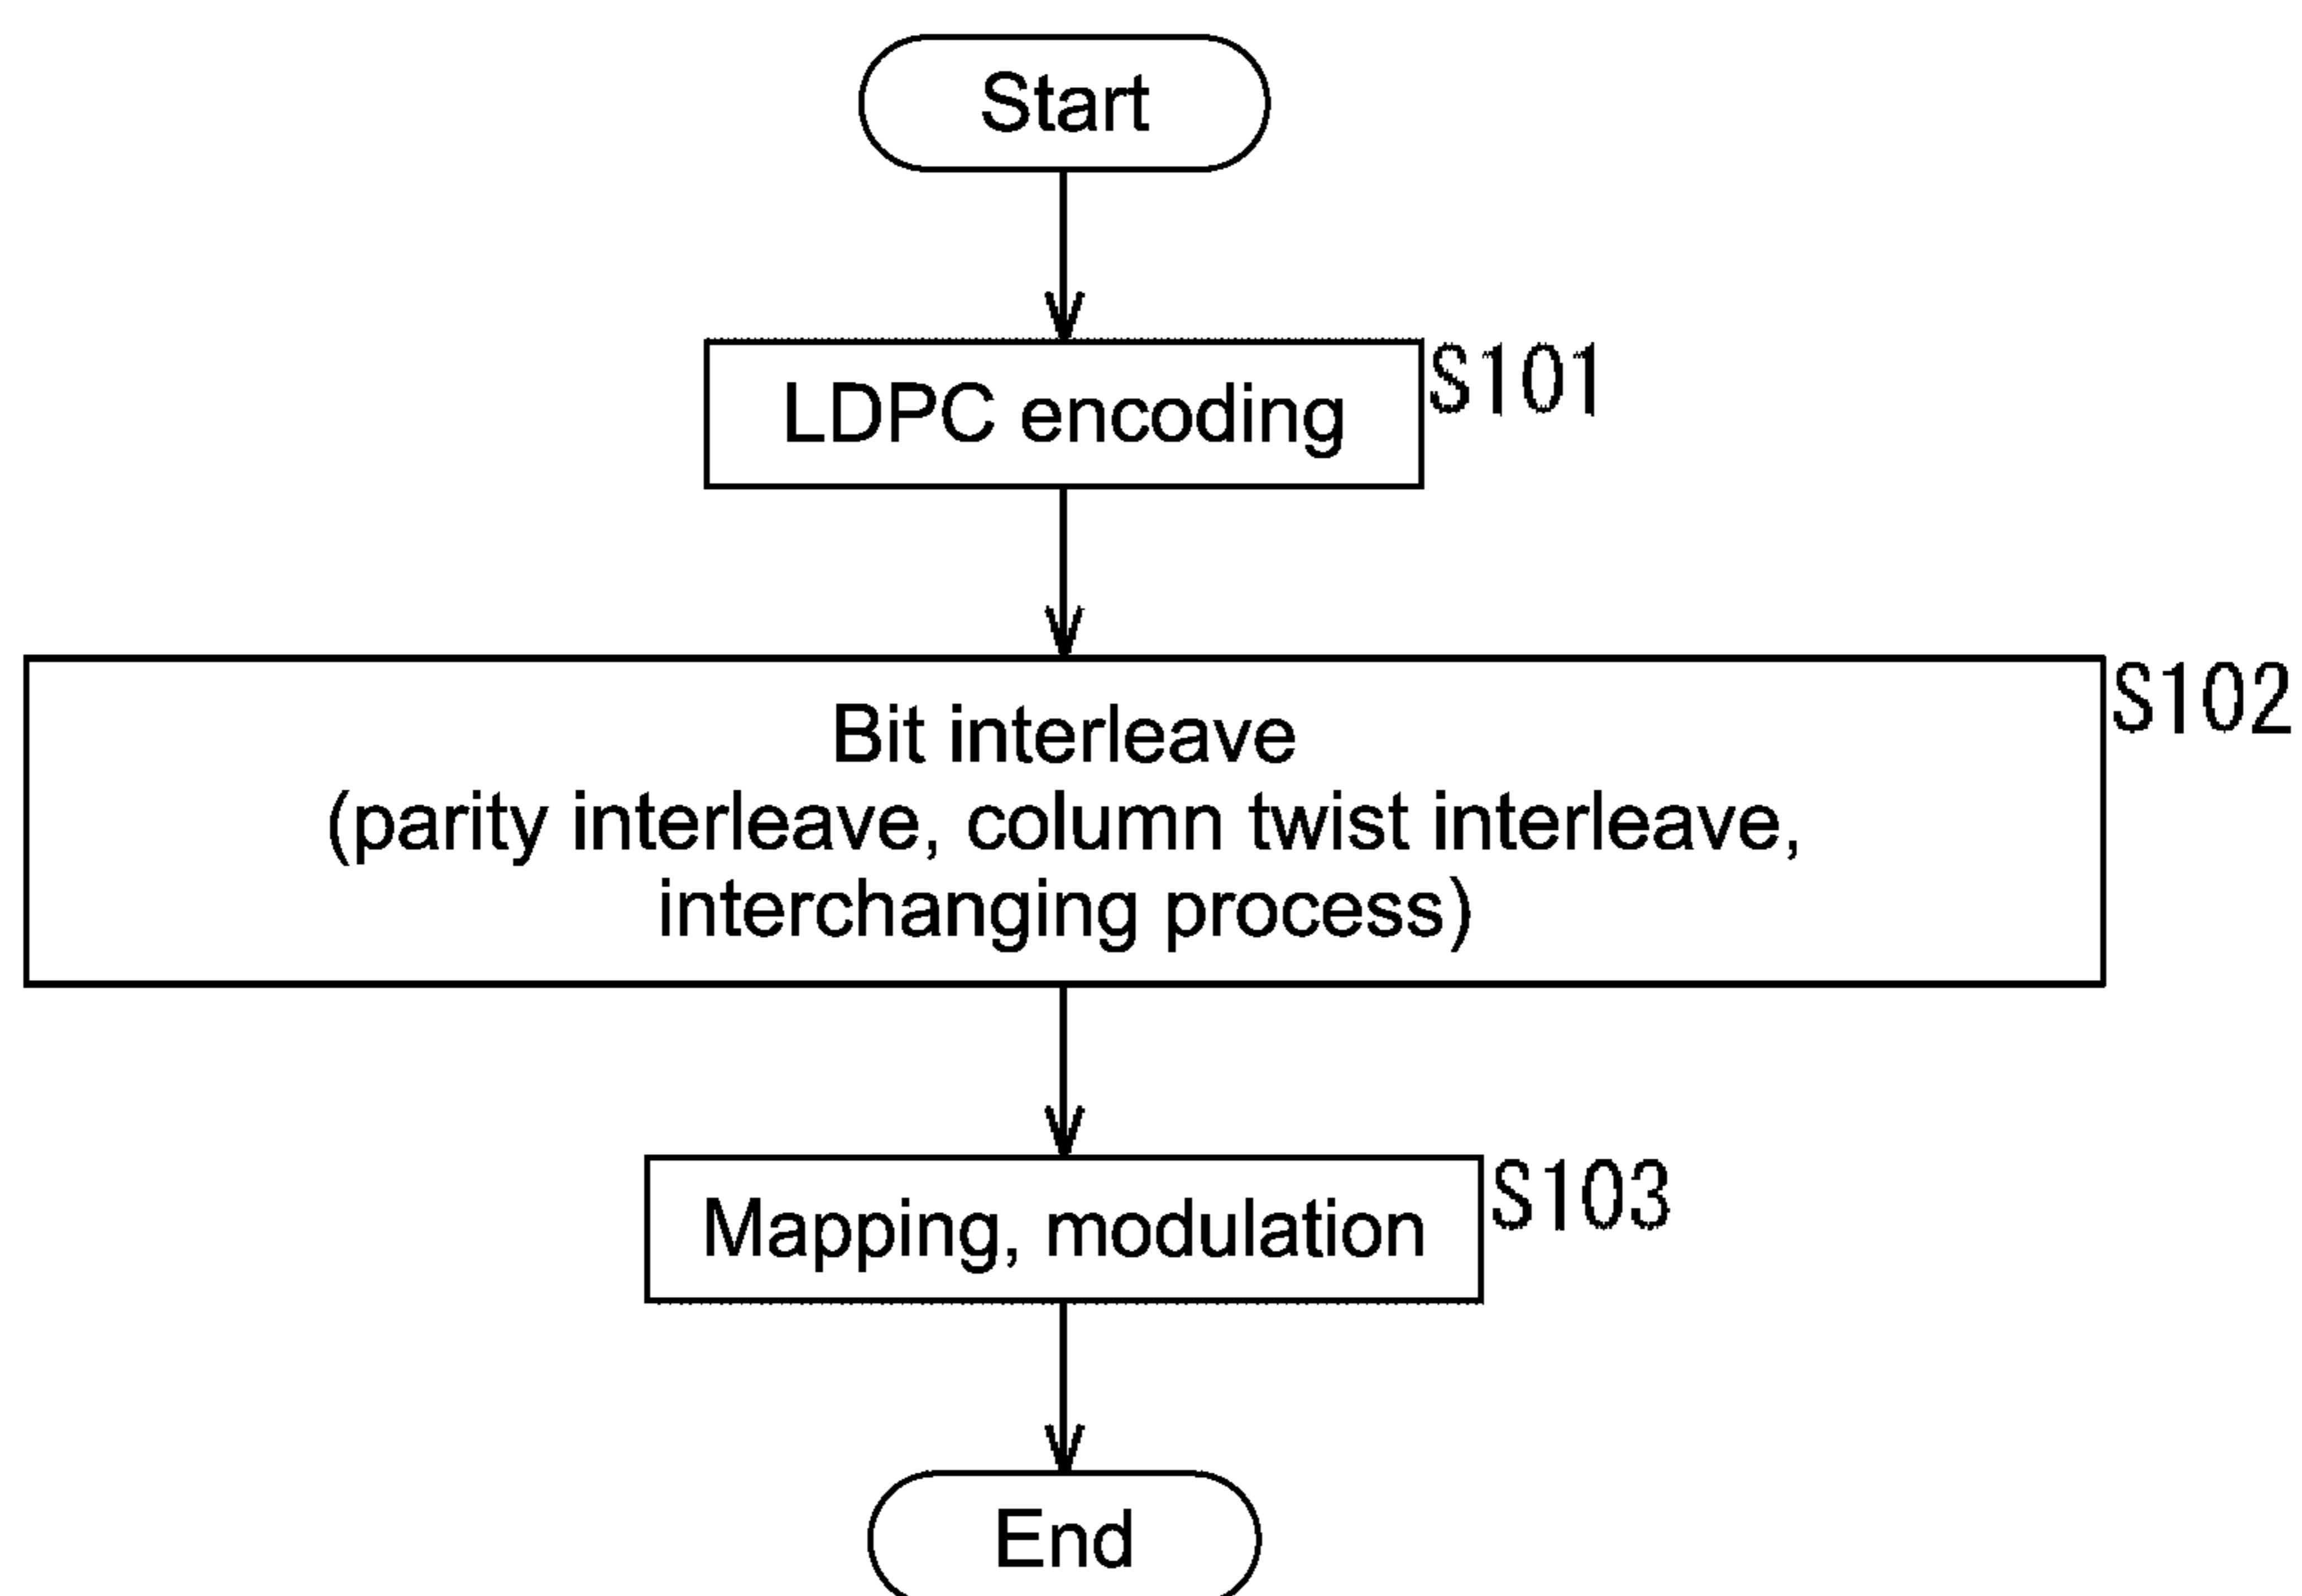 Start
LDPC encoding
S101
Bit interleave
(parity interleave, column twist interleave,
interchanging process)
S102
Mapping, modulation
S103
End